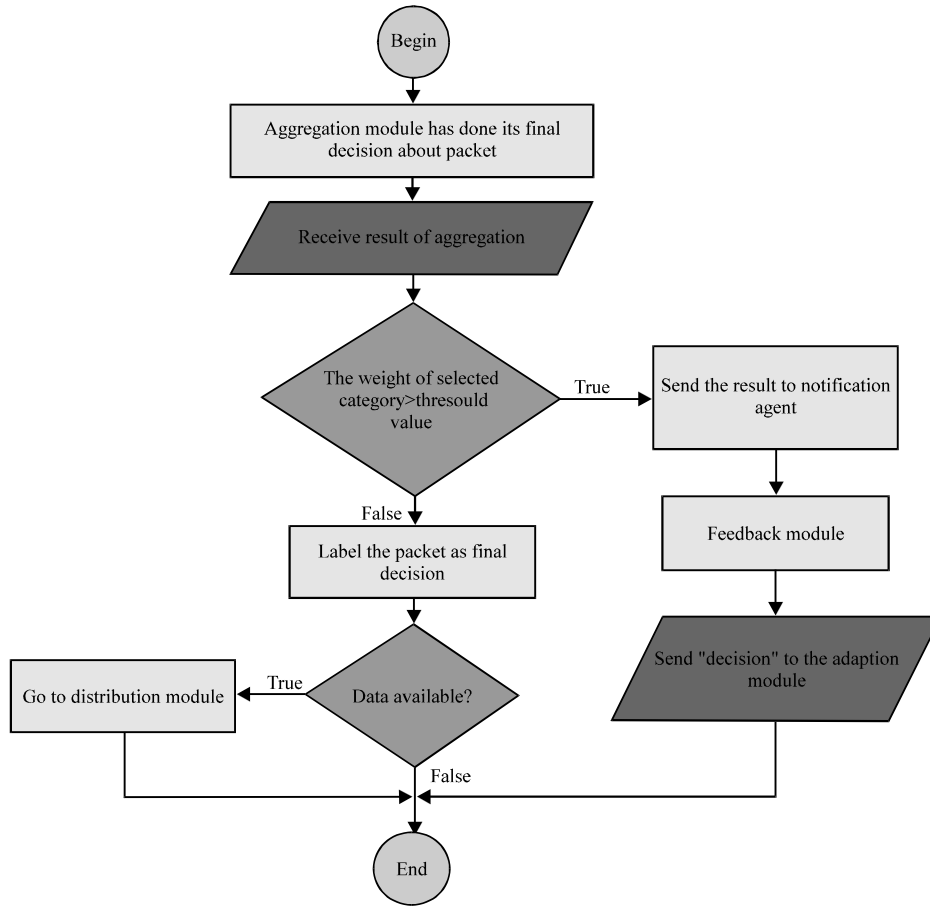 Begin
Aggregation module has done its final
decision about packet
Receive result of aggregation
The weight of selected
category>thresould
value
True
Send the result to notification
agent
False
Label the packet as final
decision
Feedback module
Send "decision" to the adaption
module
Go to distribution module
True
Data available?
False
End